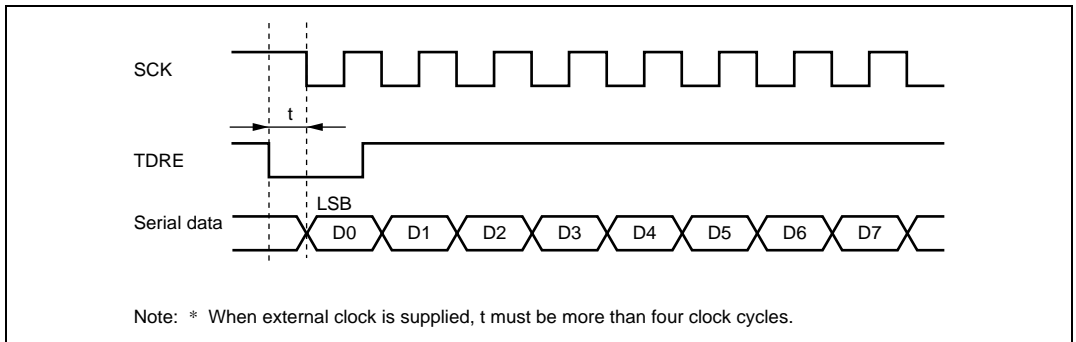 SCK
t
TDRE
LSB
Serial data
D0 D1 D2 D3 D4 D5 D6 D7
Note: * When external clock is supplied, t must be more than four clock cycles.